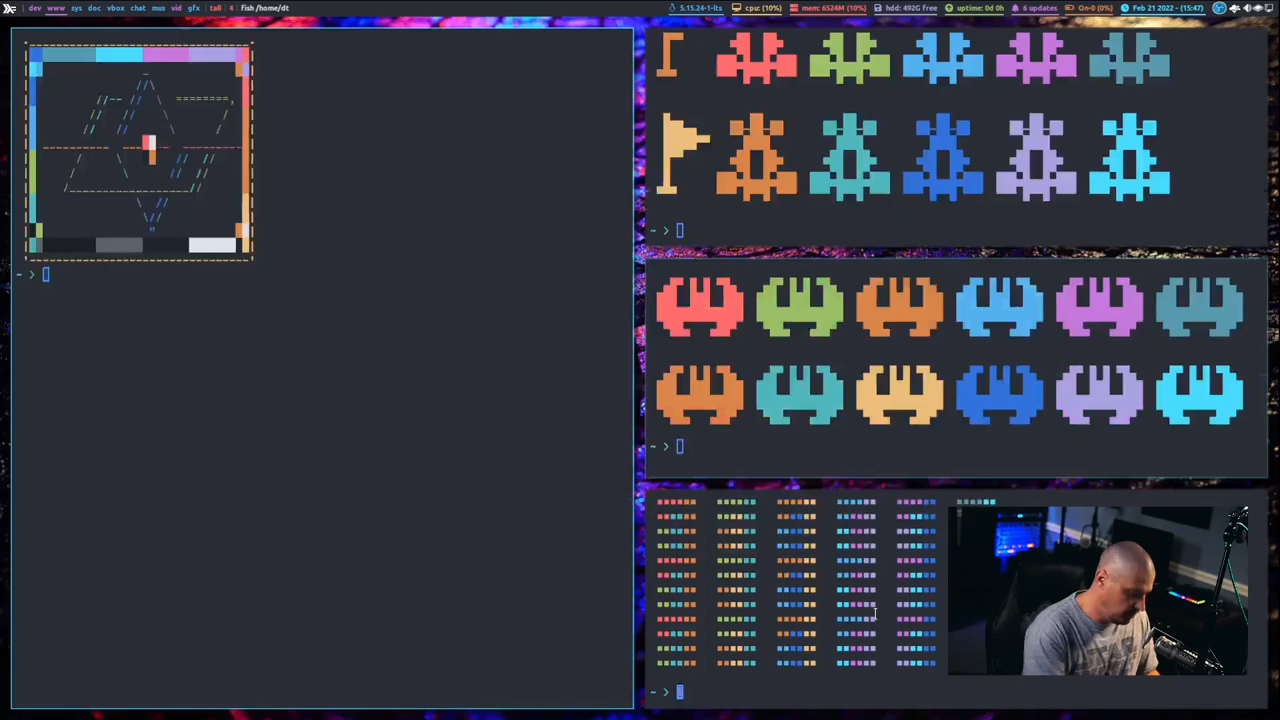 dev www sys doc vbox chat mus vid gfx tall 4 fish /home/dt 5.15.24-1-lts cpu: (10%) mem: 6524M (10%) hdd: 492G free uptime: 0d 0h 6 updates On-0 (0%) Feb 21 2022 - (15:47)
~ >
~ >
~ >
~ >